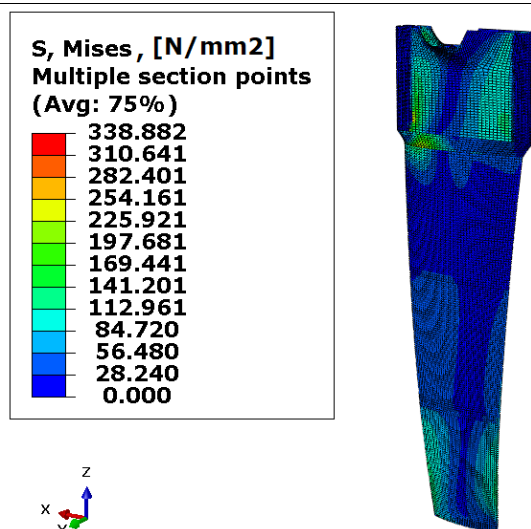 S, Mises, [N/mm2]
Multiple section points
(Avg: 75%)
338.882
310.641
282.401
254.161
225.921
197.681
169.441
141.201
112.961
84.720
56.480
28.240
0.000
Z
X
Y